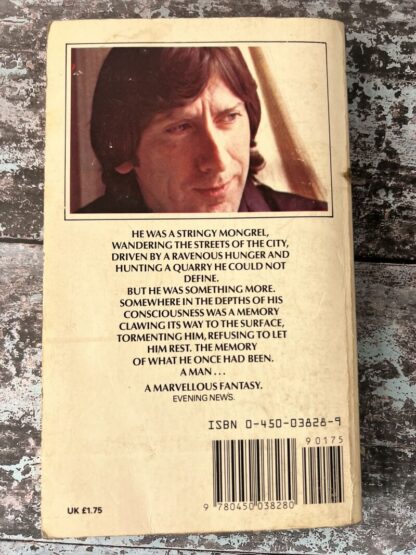 HE WAS A STRINGY MONGREL,
WANDERING THE STREETS OF THE CITY,
DRIVEN BY A RAVENOUS HUNGER AND
HUNTING A QUARRY HE COULD NOT
DEFINE.
BUT HE WAS SOMETHING MORE.
SOMEWHERE IN THE DEPTHS OF HIS
CONSCIOUSNESS WAS A MEMORY
CLAWING ITS WAY TO THE SURFACE,
TORMENTING HIM, REFUSING TO LET
HIM REST. THE MEMORY
OF WHAT HE ONCE HAD BEEN.
A MAN . . .
A MARVELLOUS FANTASY.
EVENING NEWS.
ISBN 0-450-03828-9
90175
9 780450 038280
UK £1.75